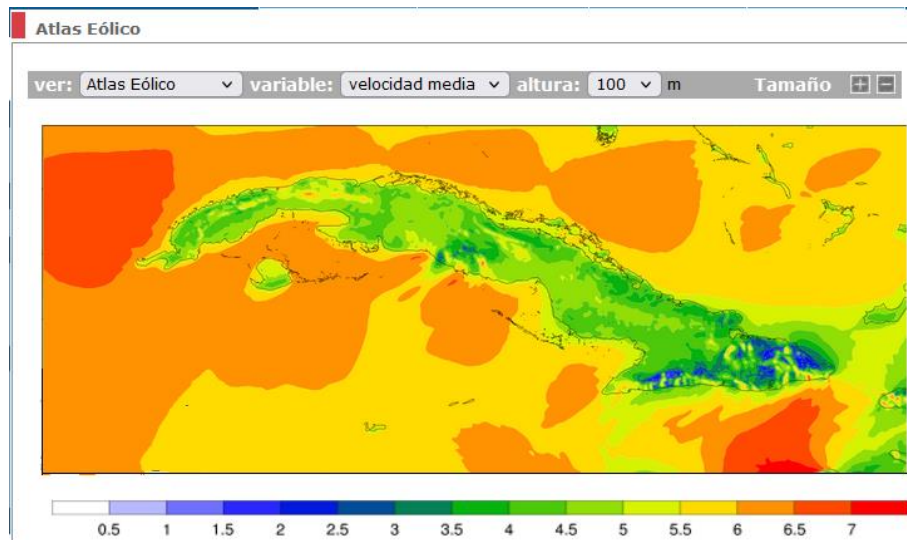 Atlas Eólico
ver: Atlas Eólico variable: velocidad media altura: 100 m Tamaño + −
0.5 1 1.5 2 2.5 3 3.5 4 4.5 5 5.5 6 6.5 7